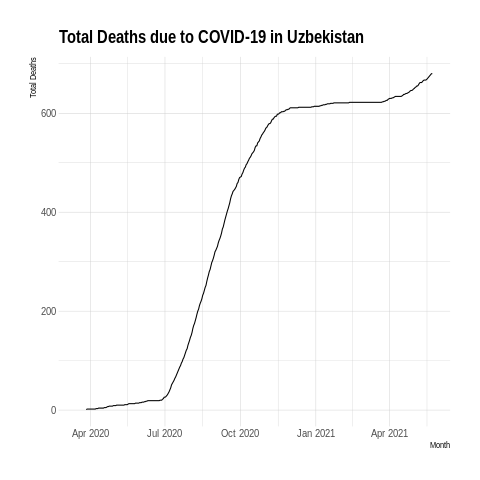 Total Deaths due to COVID-19 in Uzbekistan
Total Deaths
600
400
200
0
Apr 2020 Jul 2020 Oct 2020 Jan 2021 Apr 2021
Month